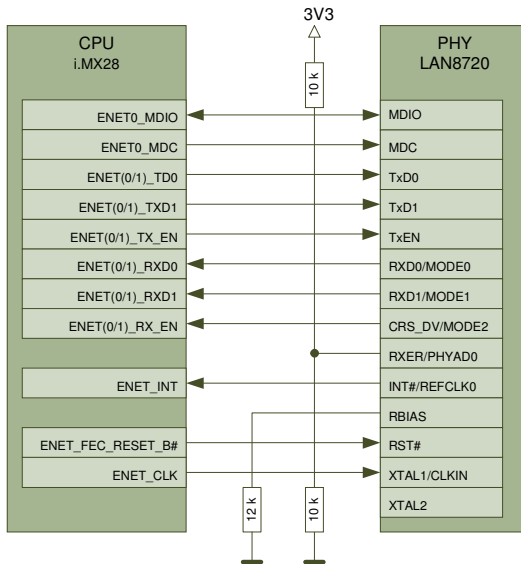 3V3
CPU
i.MX28
PHY
LAN8720
10 k
ENET0_MDIO
MDIO
ENET0_MDC
MDC
ENET(0/1)_TD0
TxD0
ENET(0/1)_TXD1
TxD1
ENET(0/1)_TX_EN
TxEN
ENET(0/1)_RXD0
RXD0/MODE0
ENET(0/1)_RXD1
RXD1/MODE1
ENET(0/1)_RX_EN
CRS_DV/MODE2
RXER/PHYAD0
ENET_INT
INT#/REFCLK0
RBIAS
ENET_FEC_RESET_B#
RST#
ENET_CLK
XTAL1/CLKIN
12 k
10 k
XTAL2